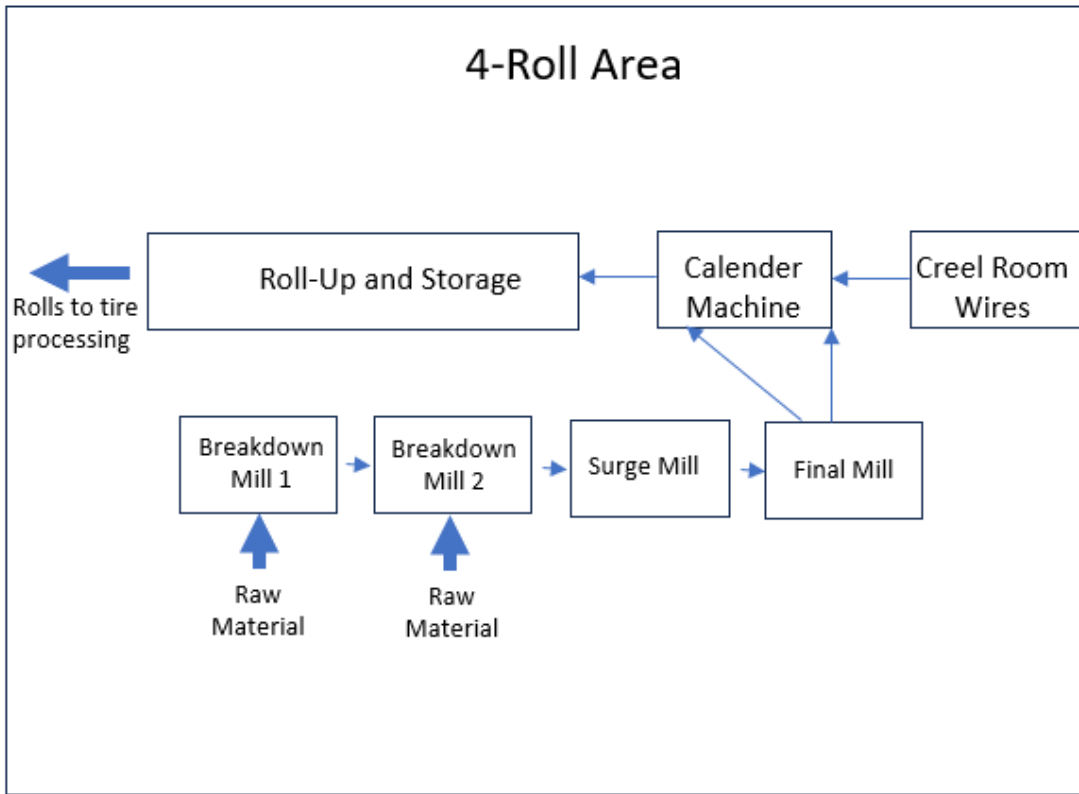 4-Roll Area
Roll-Up and Storage
Calender
Machine
Creel Room
Wires
Rolls to tire
processing
Breakdown
Mill 1
Breakdown
Mill 2
Surge Mill
Final Mill
Raw
Material
Raw
Material